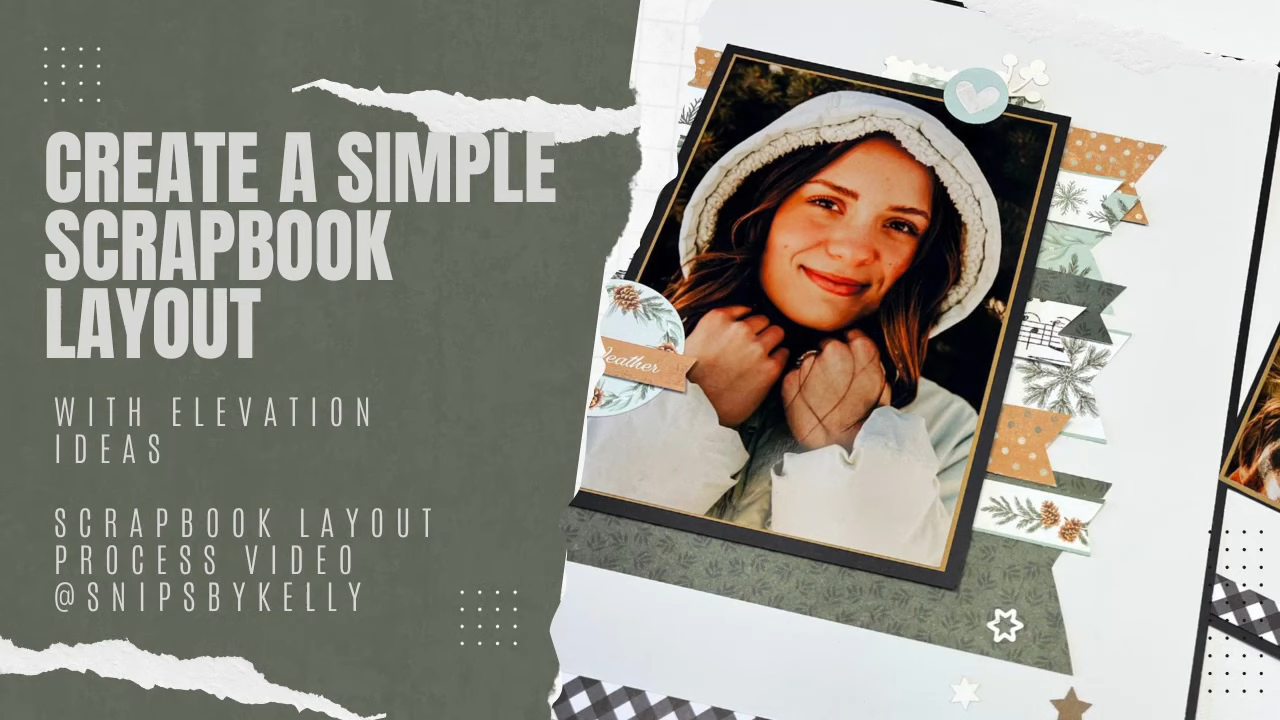 CREATE A SIMPLE
SCRAPBOOK
LAYOUT
WITH ELEVATION
IDEAS
SCRAPBOOK LAYOUT
PROCESS VIDEO
@SNIPSBYKELLY